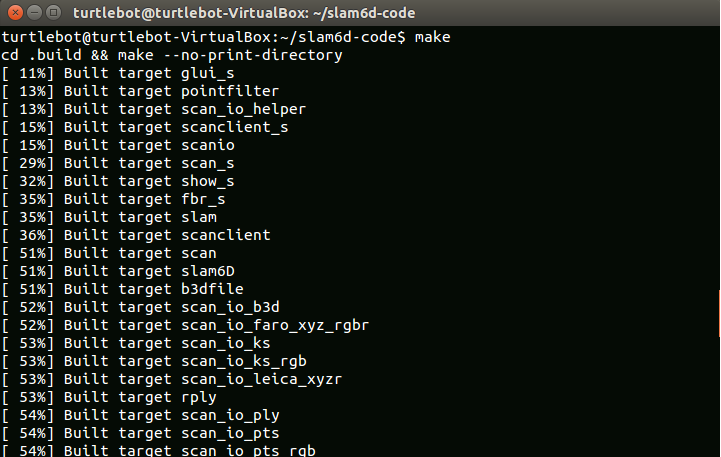 turtlebot@turtlebot-VirtualBox: ~/slam6d-code
turtlebot@turtlebot-VirtualBox:~/slam6d-code$ make
cd .build && make --no-print-directory
[ 11%] Built target glui_s
[ 13%] Built target pointfilter
[ 13%] Built target scan_io_helper
[ 15%] Built target scanclient_s
[ 15%] Built target scanio
[ 29%] Built target scan_s
[ 32%] Built target show_s
[ 35%] Built target fbr_s
[ 35%] Built target slam
[ 36%] Built target scanclient
[ 51%] Built target scan
[ 51%] Built target slam6D
[ 51%] Built target b3dfile
[ 52%] Built target scan_io_b3d
[ 52%] Built target scan_io_faro_xyz_rgbr
[ 53%] Built target scan_io_ks
[ 53%] Built target scan_io_ks_rgb
[ 53%] Built target scan_io_leica_xyzr
[ 53%] Built target rply
[ 54%] Built target scan_io_ply
[ 54%] Built target scan_io_pts
[ 54%] Built target scan_io_pts_rgb